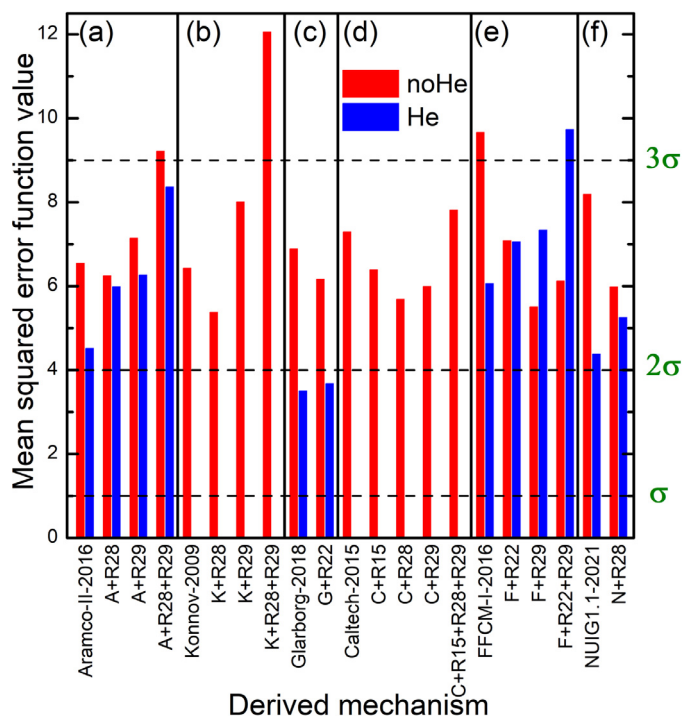 (a) (b) (c) (d) (e) (f)
noHe
He
Mean squared error function value
12
10
8
6
4
2
0
3σ
2σ
σ
Aramco-II-2016
A+R28
A+R29
A+R28+R29
Konnov-2009
K+R28
K+R29
K+R28+R29
Glarborg-2018
G+R22
Caltech-2015
C+R15
C+R28
C+R29
C+R15+R28+R29
FFCM-I-2016
F+R22
F+R29
F+R22+R29
NUIG1.1-2021
N+R28
Derived mechanism